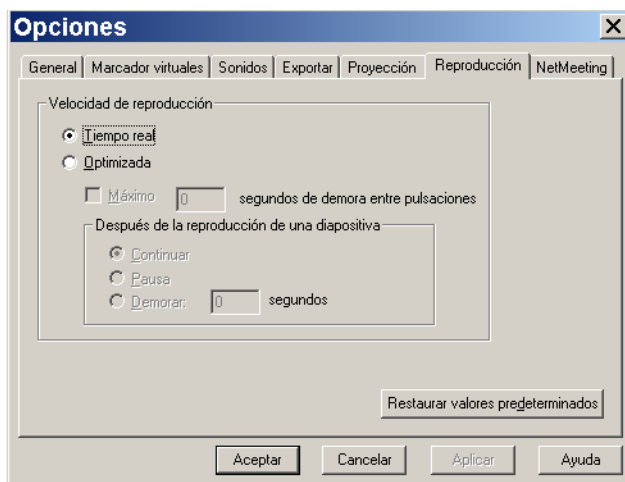 Opciones
General Marcador virtuales Sonidos Exportar Proyección Reproducción NetMeeting
Velocidad de reproducción
Tiempo real
Optimizada
Máximo 0 segundos de demora entre pulsaciones
Después de la reproducción de una diapositiva
Continuar
Pausa
Demorar: 0 segundos
Restaurar valores predeterminados
Aceptar Cancelar Aplicar Ayuda